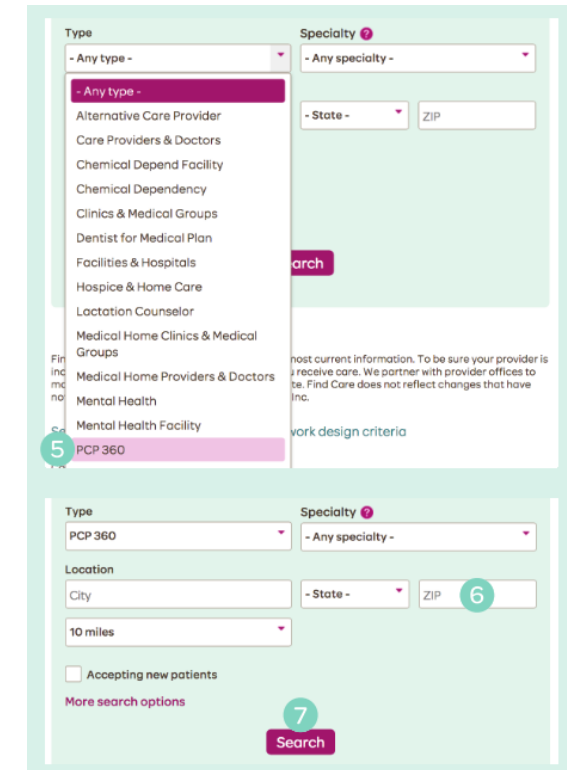 Type Specialty ?
- Any type - - Any specialty -
- Any type -
Alternative Care Provider
Care Providers & Doctors
- State - ZIP
Chemical Depend Facility
Chemical Dependency
Clinics & Medical Groups
Dentist for Medical Plan
Facilities & Hospitals
arch
Hospice & Home Care
Lactation Counselor
Medical Home Clinics & Medical
Groups
Medical Home Providers & Doctors
Mental Health
Mental Health Facility
5 PCP 360
Fin
nost current information. To be sure your provider is
inc
u receive care. We partner with provider offices to
te. Find Care does not reflect changes that have
no
Inc.
work design criteria
Type Specialty ?
PCP 360 - Any specialty -
Location
City - State - ZIP 6
10 miles
Accepting new patients
More search options
7
Search